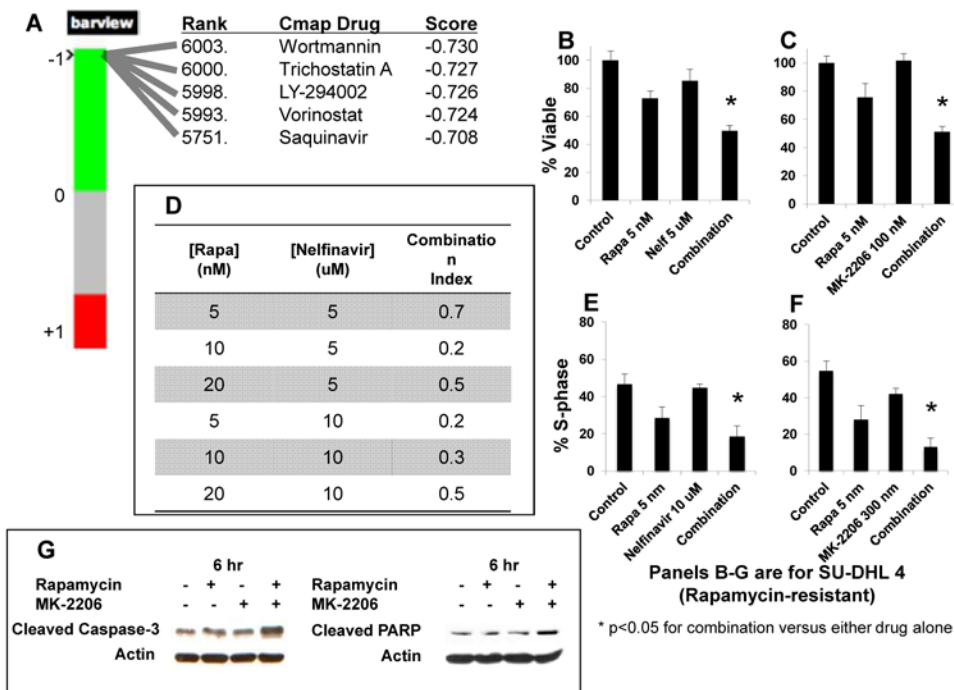 A
barview
Rank Cmap Drug Score
6003. Wortmannin -0.730
6000. Trichostatin A -0.727
5998. LY-294002 -0.726
5993. Vorinostat -0.724
5751. Saquinavir -0.708
-1
0
+1
B
% Viable
120
100
80
60
40
20
0
*
Control
Rapa 5 nM
Nelf 5 uM
Combination
C
120
100
80
60
40
20
0
*
Control
Rapa 5 nM
MK-2206 100 nM
Combination
D
[Rapa] (nM) [Nelfinavir] (uM) Combinatio
n
Index
5 5 0.7
10 5 0.2
20 5 0.5
5 10 0.2
10 10 0.3
20 10 0.5
E
% S-phase
80
60
40
20
0
*
Control
Rapa 5 nm
Nelfinavir 10 uM
Combination
F
80
60
40
20
0
*
Control
Rapa 5 nm
MK-2206 300 nm
Combination
G
6 hr
Rapamycin - + - +
MK-2206 - - + +
Cleaved Caspase-3
Actin
6 hr
Rapamycin - + - +
MK-2206 - - + +
Cleaved PARP
Actin
Panels B-G are for SU-DHL 4
(Rapamycin-resistant)
* p<0.05 for combination versus either drug alone